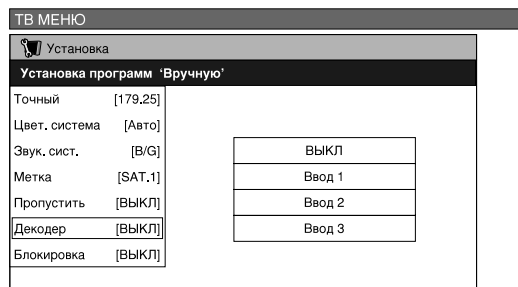 ТВ МЕНЮ
Установка
Установка программ ‘Вручную’
Точный [179.25]
Цвет. система [Авто]
Звук. сист. [B/G]
Метка [SAT.1]
Пропустить [ВЫКЛ]
Декодер [ВЫКЛ]
Блокировка [ВЫКЛ]
ВЫКЛ
Ввод 1
Ввод 2
Ввод 3